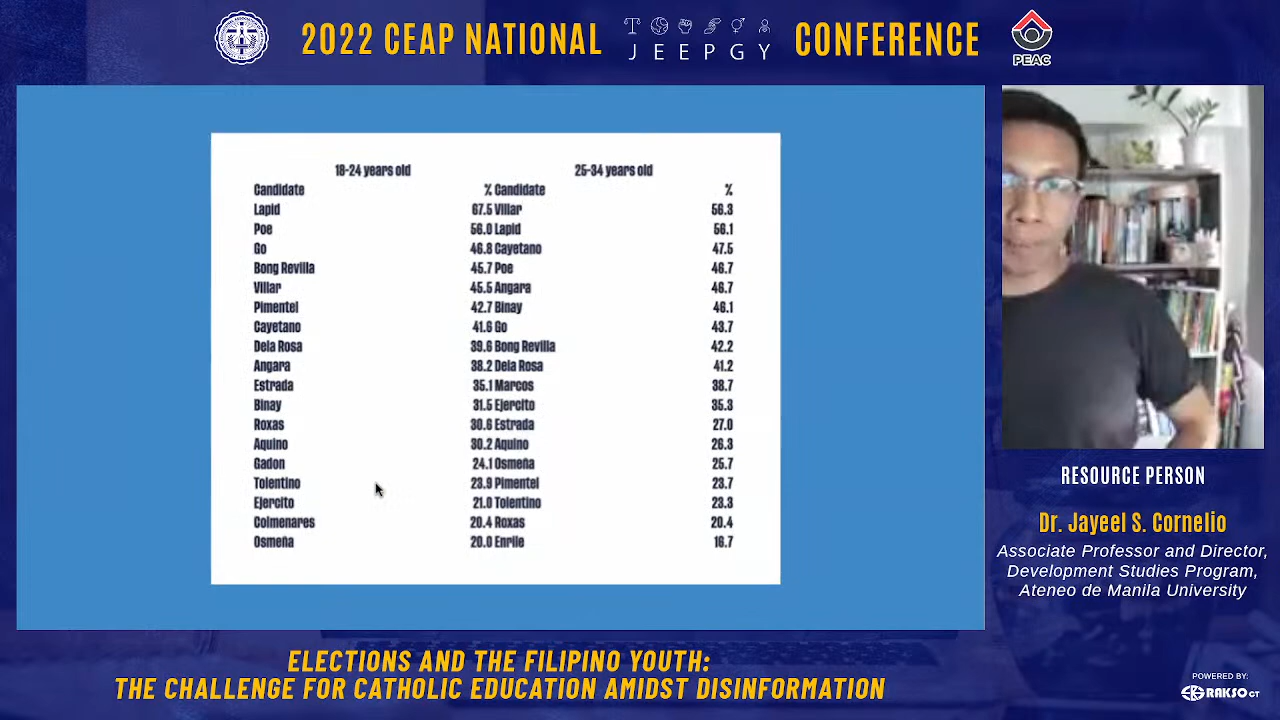 2022 CEAP NATIONAL JEEPGY CONFERENCE
PEAC
18-24 years old 25-34 years old
Candidate % Candidate %
Lapid 67.5 Villar 56.3
Poe 56.0 Lapid 56.1
Go 46.8 Cayetano 47.5
Bong Revilla 45.7 Poe 46.7
Villar 45.5 Angara 46.7
Pimentel 42.7 Binay 46.1
Cayetano 41.6 Go 43.7
Dela Rosa 39.6 Bong Revilla 42.2
Angara 38.2 Dela Rosa 41.2
Estrada 35.1 Marcos 38.7
Binay 31.5 Ejercito 35.3
Roxas 30.6 Estrada 27.0
Aquino 30.2 Aquino 26.3
Gadon 24.1 Osmeña 25.7
Tolentino 23.9 Pimentel 23.7
Ejercito 21.0 Tolentino 23.3
Colmenares 20.4 Roxas 20.4
Osmeña 20.0 Enrile 16.7
RESOURCE PERSON
Dr. Jayeel S. Cornelio
Associate Professor and Director,
Development Studies Program,
Ateneo de Manila University
ELECTIONS AND THE FILIPINO YOUTH:
THE CHALLENGE FOR CATHOLIC EDUCATION AMIDST DISINFORMATION
POWERED BY:
RAKSO CT